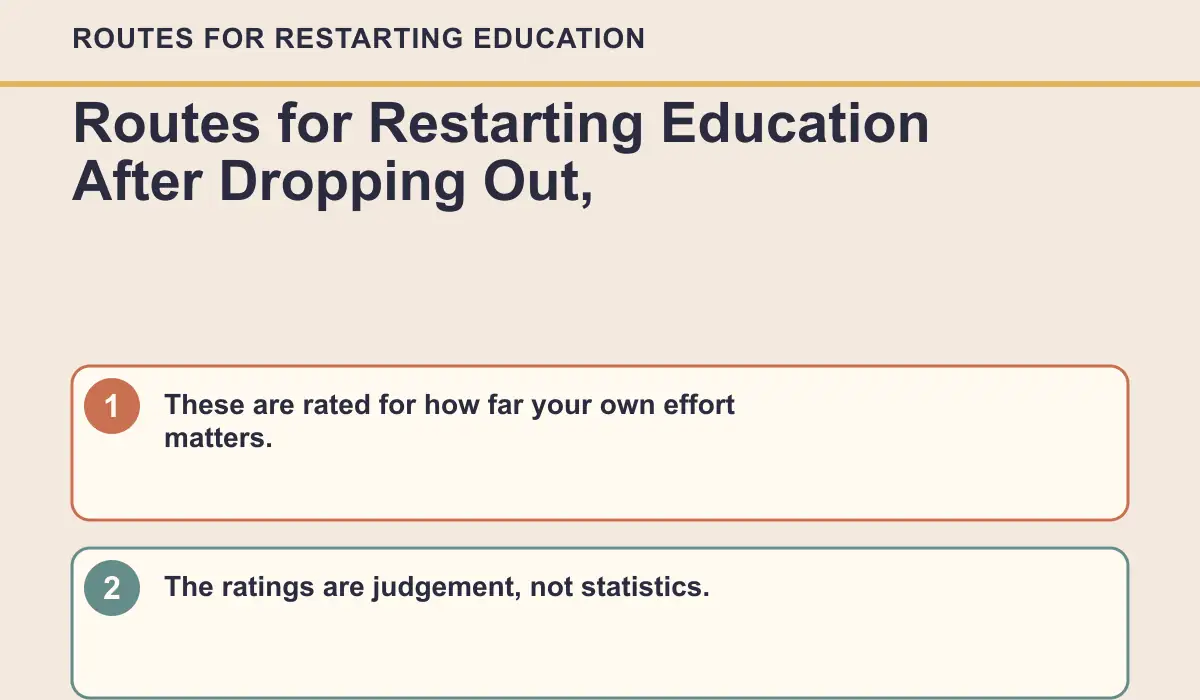 ROUTES FOR RESTARTING EDUCATION
Routes for Restarting Education
After Dropping Out,
1
These are rated for how far your own effort
matters.
2
The ratings are judgement, not statistics.